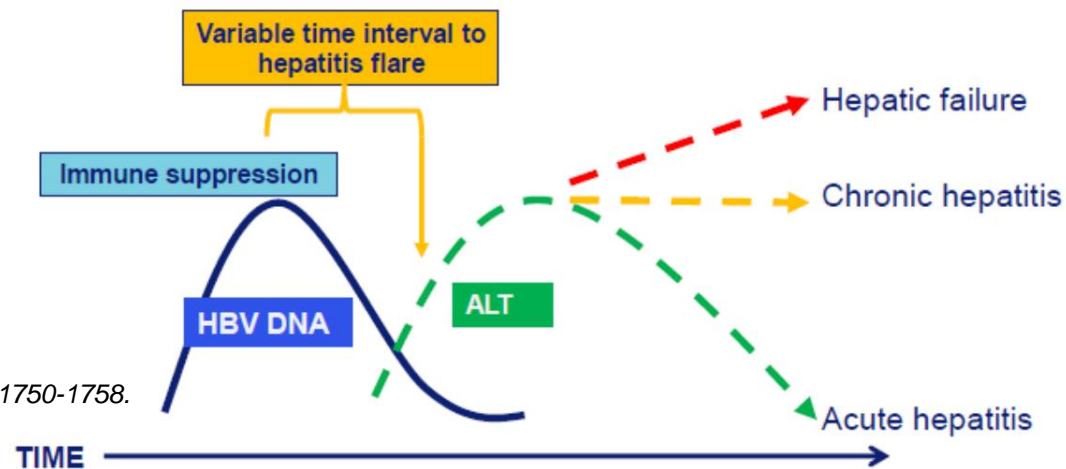 Variable time interval to
hepatitis flare
Immune suppression
HBV DNA
ALT
Hepatic failure
Chronic hepatitis
Acute hepatitis
1750-1758.
TIME